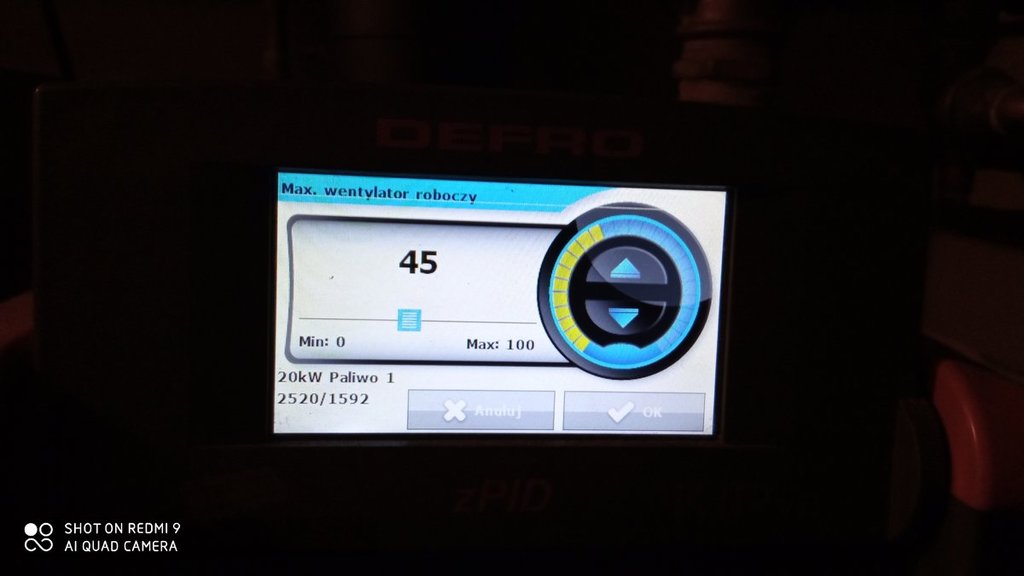 DEFRO
Max. wentylator roboczy
45
Min: 0
Max: 100
20kW Paliwo 1
2520/1592
Anuluj
OK
zPID
SHOT ON REDMI 9
AI QUAD CAMERA